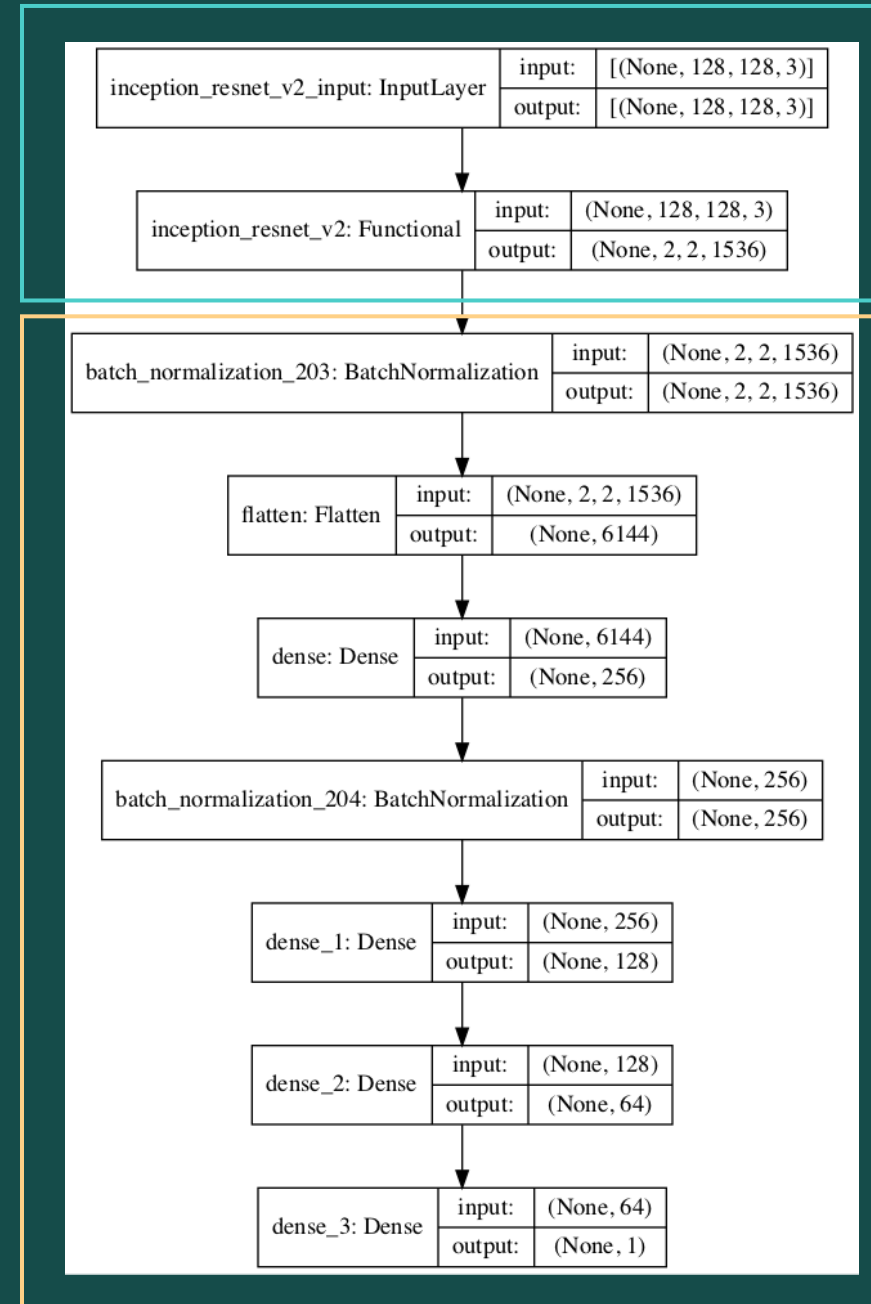 inception_resnet_v2_input: InputLayer
input: [(None, 128, 128, 3)]
output: [(None, 128, 128, 3)]
inception_resnet_v2: Functional
input: (None, 128, 128, 3)
output: (None, 2, 2, 1536)
batch_normalization_203: BatchNormalization
input: (None, 2, 2, 1536)
output: (None, 2, 2, 1536)
flatten: Flatten
input: (None, 2, 2, 1536)
output: (None, 6144)
dense: Dense
input: (None, 6144)
output: (None, 256)
batch_normalization_204: BatchNormalization
input: (None, 256)
output: (None, 256)
dense_1: Dense
input: (None, 256)
output: (None, 128)
dense_2: Dense
input: (None, 128)
output: (None, 64)
dense_3: Dense
input: (None, 64)
output: (None, 1)